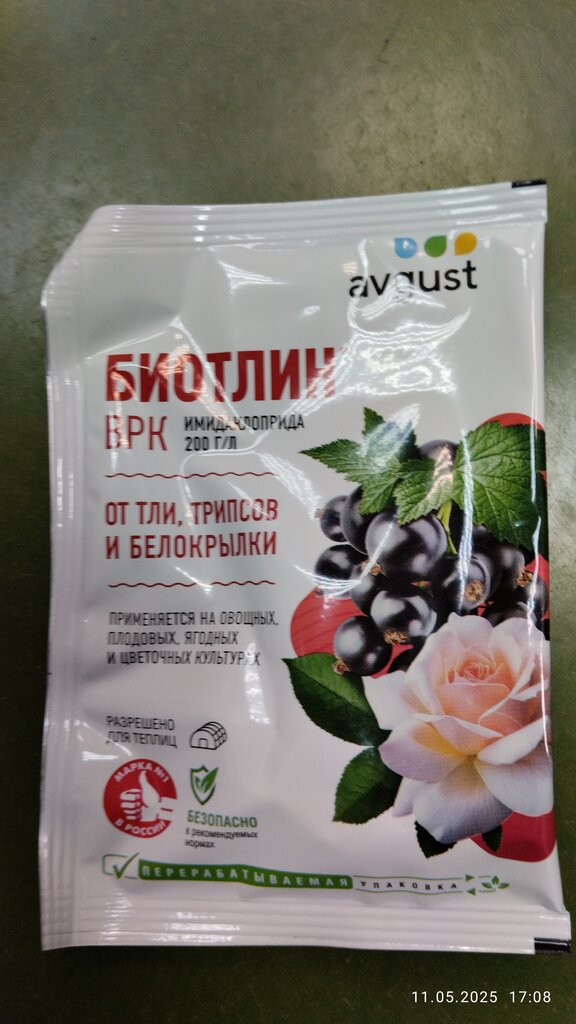 avgust
БИОТЛИН
ВРК ИМИДАКЛОПРИДА
200 Г/Л
ОТ ТЛИ, ТРИПСОВ
И БЕЛОКРЫЛКИ
ПРИМЕНЯЕТСЯ НА ОВОЩНЫХ,
ПЛОДОВЫХ, ЯГОДНЫХ
И ЦВЕТОЧНЫХ КУЛЬТУРАХ
РАЗРЕШЕНО
ДЛЯ ТЕПЛИЦ
МАРКА №1
В РОССИИ
БЕЗОПАСНО
в рекомендуемых
нормах
ПЕРЕРАБАТЫВАЕМАЯ УПАКОВКА
11.05.2025 17:08